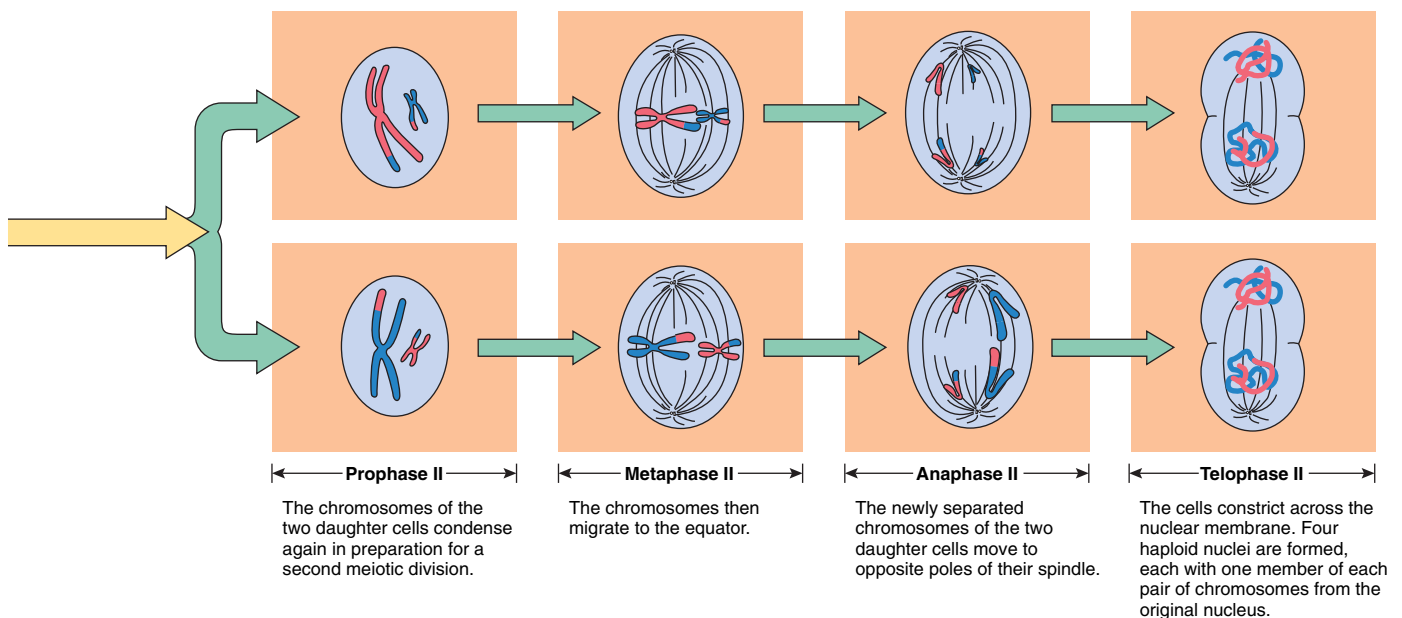 Prophase II
The chromosomes of the
two daughter cells condense
again in preparation for a
second meiotic division.
Metaphase II
The chromosomes then
migrate to the equator.
Anaphase II
The newly separated
chromosomes of the two
daughter cells move to
opposite poles of their spindle.
Telophase II
The cells constrict across the
nuclear membrane. Four
haploid nuclei are formed,
each with one member of each
pair of chromosomes from the
original nucleus.